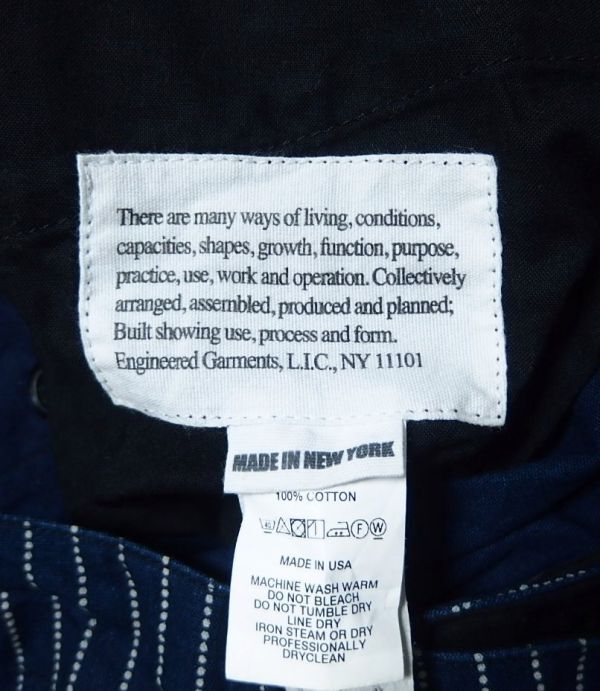 There are many ways of living, conditions,
capacities, shapes, growth, function, purpose,
practice, use, work and operation. Collectively
arranged, assembled, produced and planned;
Built showing use, process and form.
Engineered Garments, L.I.C., NY 11101
MADE IN NEW YORK
100% COTTON
MADE IN USA
MACHINE WASH WARM
DO NOT BLEACH
DO NOT TUMBLE DRY
LINE DRY
IRON STEAM OR DRY
PROFESSIONALLY
DRYCLEAN